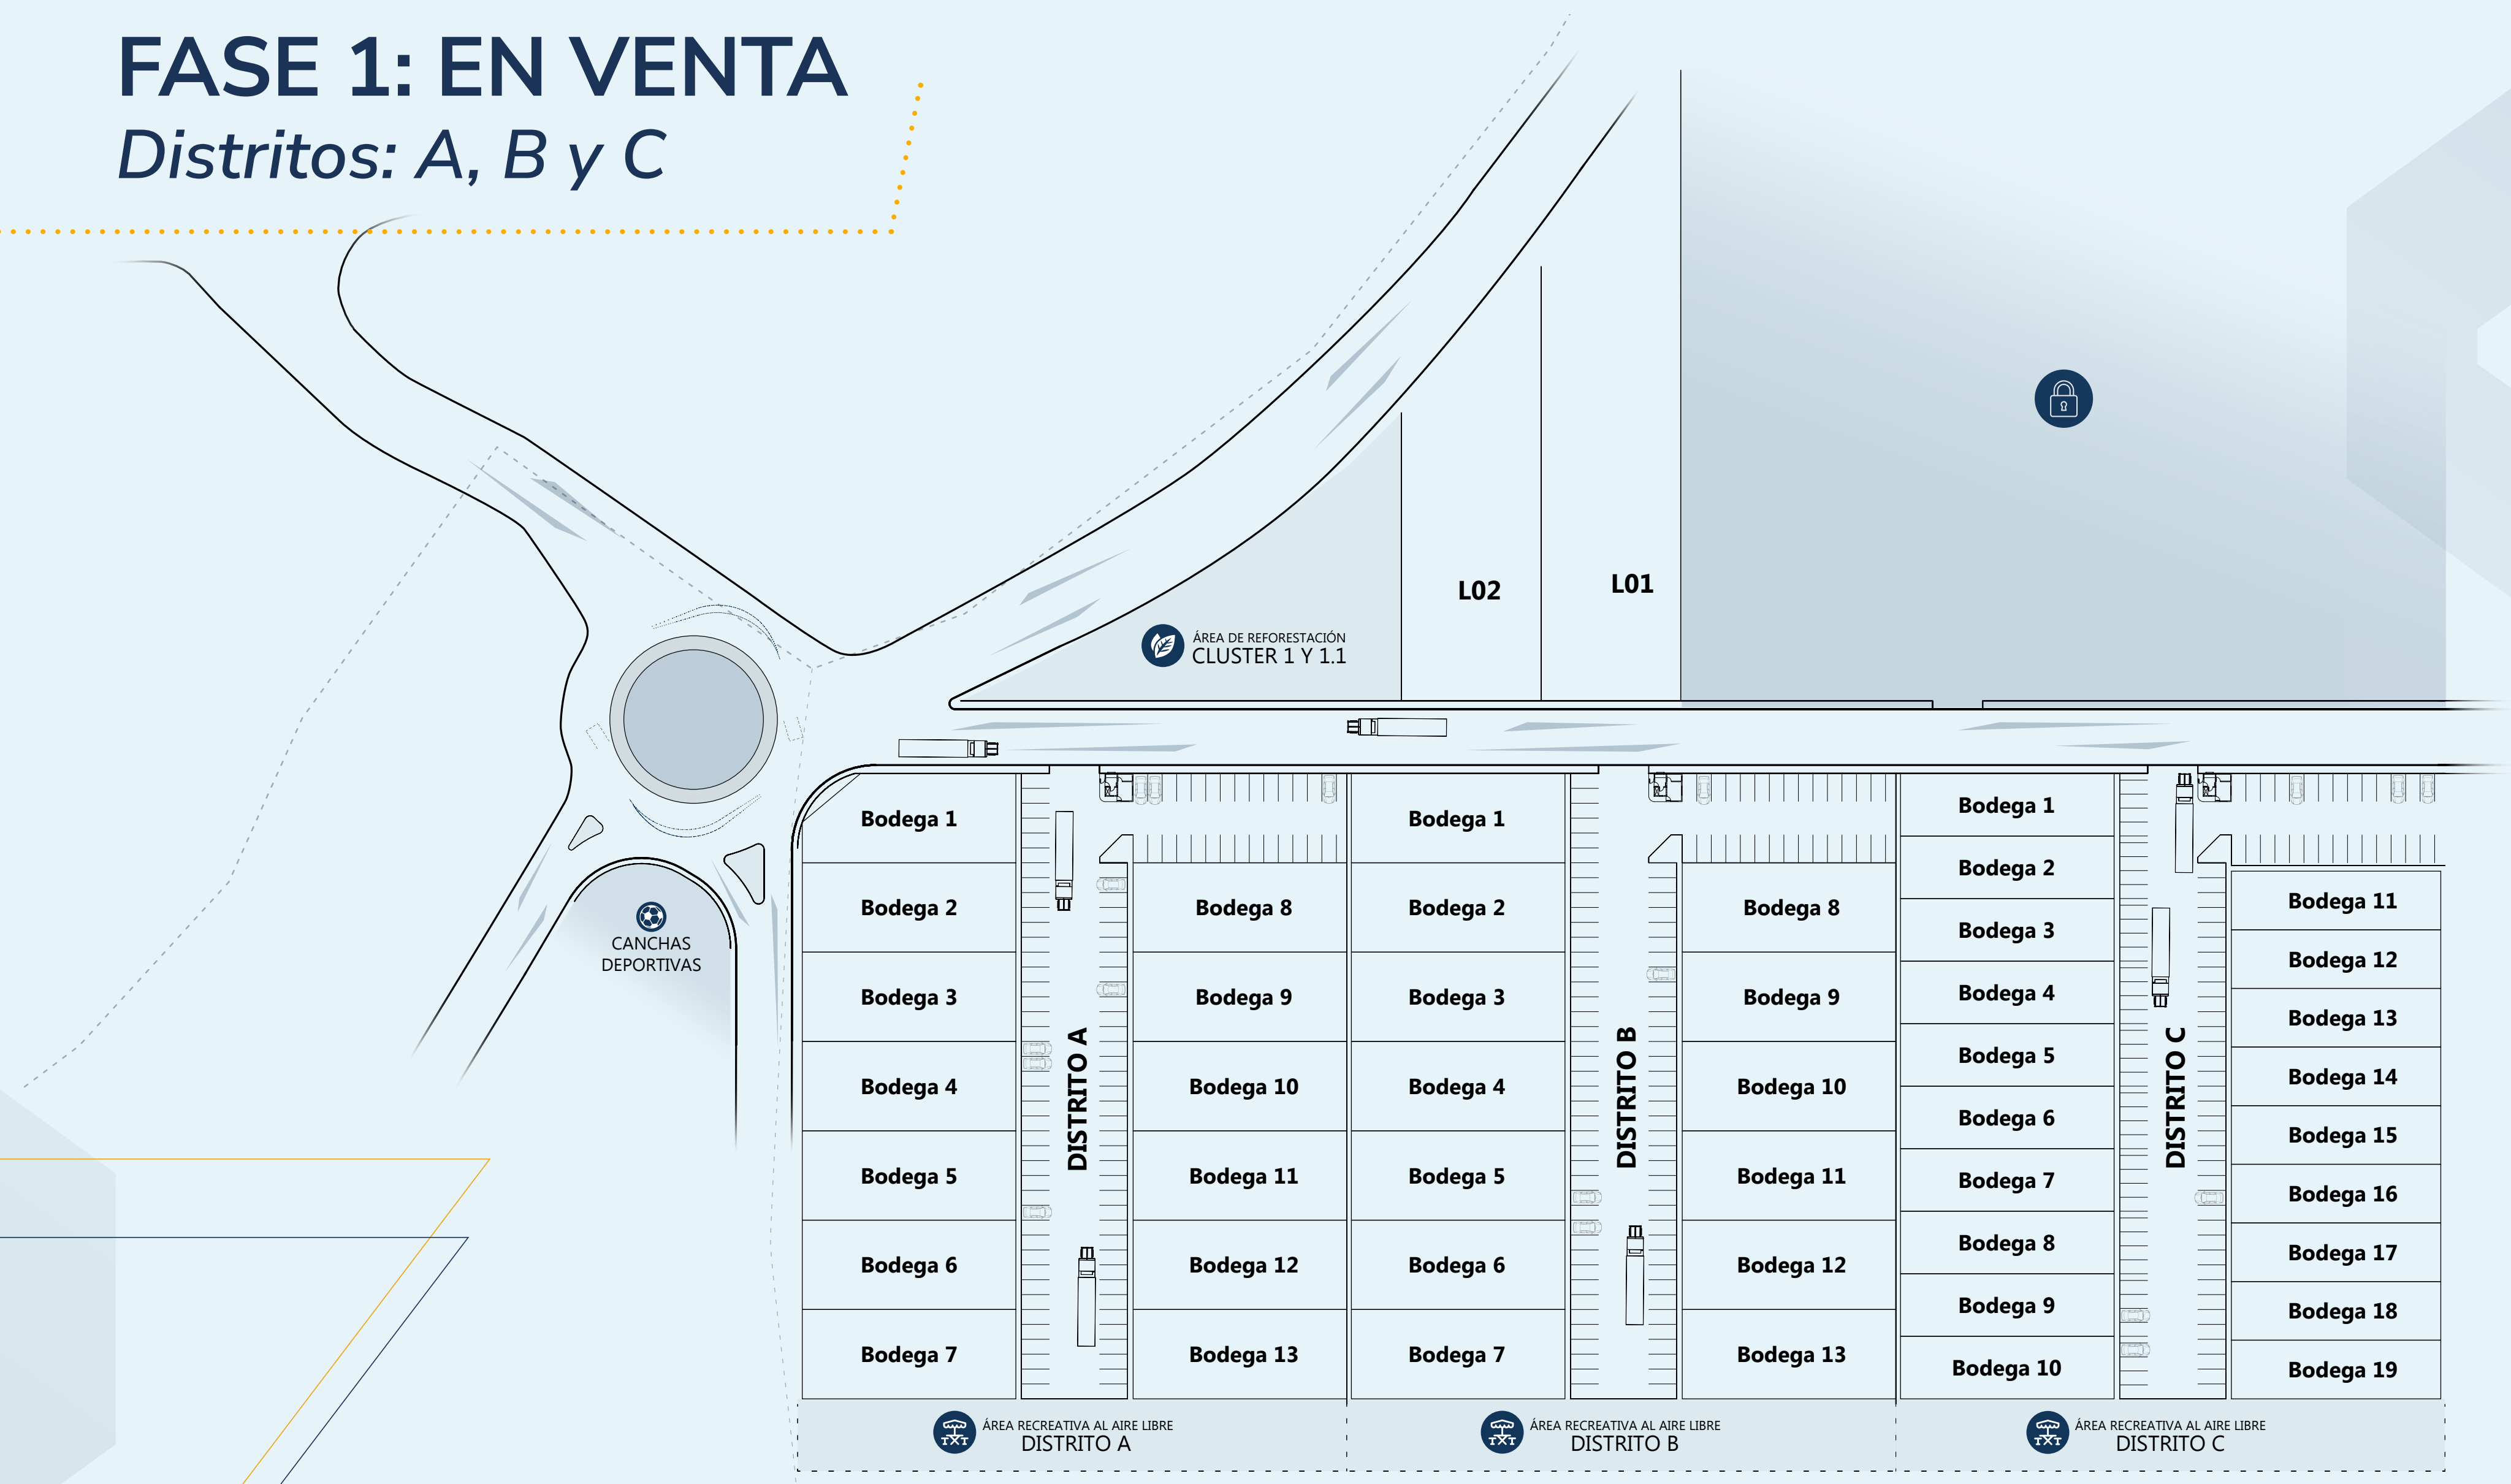 FASE 1: EN VENTA
Distritos: A, B y C
L02
L01
ÁREA DE REFORESTACIÓN
CLUSTER 1 Y 1.1
CANCHAS
DEPORTIVAS
Bodega 1
Bodega 2
Bodega 3
Bodega 4
Bodega 5
Bodega 6
Bodega 7
DISTRITO A
Bodega 8
Bodega 9
Bodega 10
Bodega 11
Bodega 12
Bodega 13
Bodega 1
Bodega 2
Bodega 3
Bodega 4
Bodega 5
Bodega 6
Bodega 7
DISTRITO B
Bodega 8
Bodega 9
Bodega 10
Bodega 11
Bodega 12
Bodega 13
Bodega 1
Bodega 2
Bodega 3
Bodega 4
Bodega 5
Bodega 6
Bodega 7
Bodega 8
Bodega 9
Bodega 10
DISTRITO C
Bodega 11
Bodega 12
Bodega 13
Bodega 14
Bodega 15
Bodega 16
Bodega 17
Bodega 18
Bodega 19
ÁREA RECREATIVA AL AIRE LIBRE
DISTRITO A
ÁREA RECREATIVA AL AIRE LIBRE
DISTRITO B
ÁREA RECREATIVA AL AIRE LIBRE
DISTRITO C